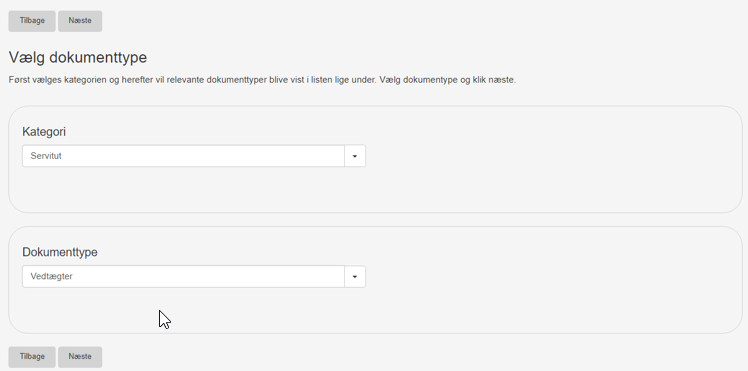 Tilbage Næste
Vælg dokumenttype
Først vælges kategorien og herefter vil relevante dokumenttyper blive vist i listen lige under. Vælg dokumentype og klik næste.
Kategori
Servitut
Dokumenttype
Vedtægter
Tilbage Næste